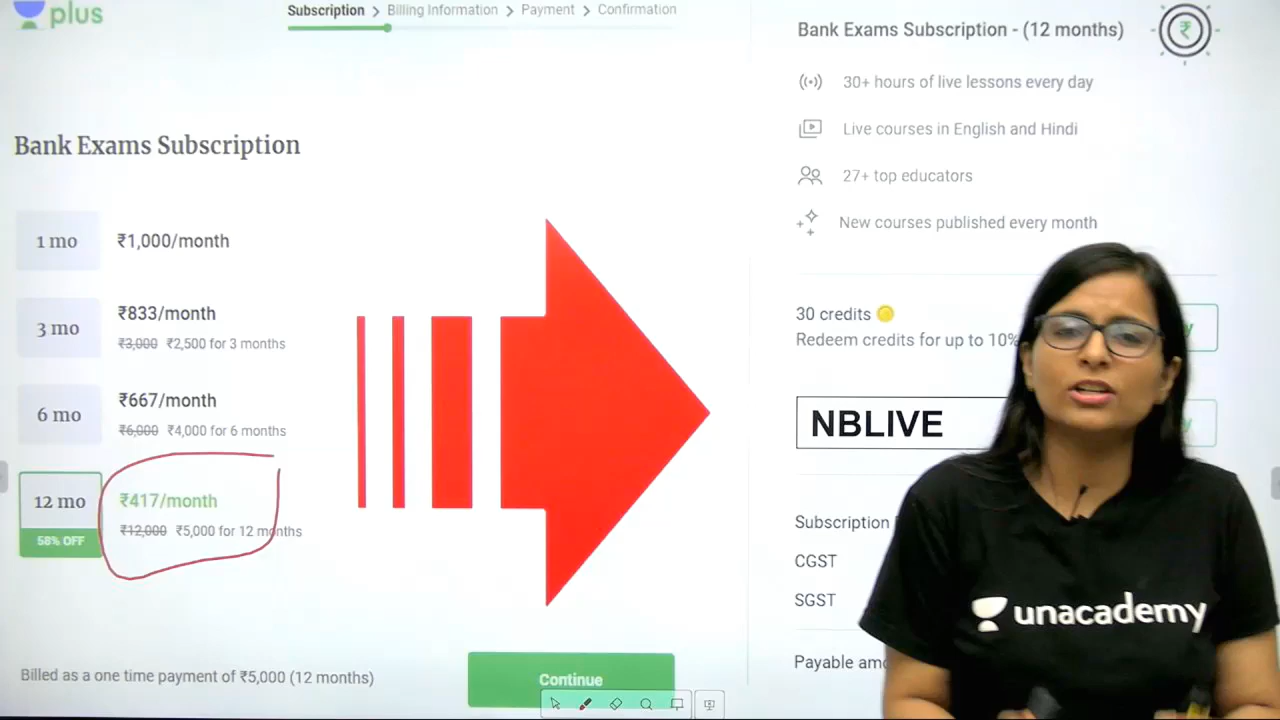 plus
Subscription > Billing Information > Payment > Confirmation
Bank Exams Subscription
1 mo
₹1,000/month
3 mo
₹833/month
₹3,000 ₹2,500 for 3 months
6 mo
₹667/month
₹6,000 ₹4,000 for 6 months
12 mo
58% OFF
₹417/month
₹12,000 ₹5,000 for 12 months
Billed as a one time payment of ₹5,000 (12 months)
Continue
Bank Exams Subscription - (12 months)
₹
30+ hours of live lessons every day
Live courses in English and Hindi
27+ top educators
New courses published every month
30 credits
Redeem credits for up to 10%
NBLIVE
Subscription
CGST
SGST
Payable
unacademy